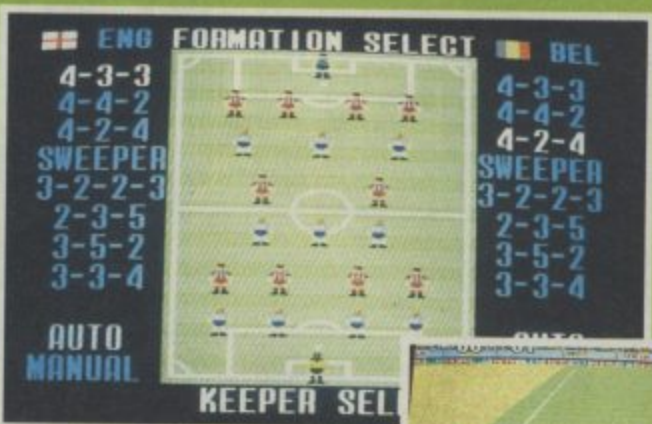 ENG FORMATION SELECT BEL
4-3-3
4-4-2
4-2-4
SWEEPER
3-2-2-3
2-3-5
3-5-2
3-3-4
AUTO
MANUAL
4-3-3
4-4-2
4-2-4
SWEEPER
3-2-2-3
2-3-5
3-5-2
3-3-4
AUTO
KEEPER SEL